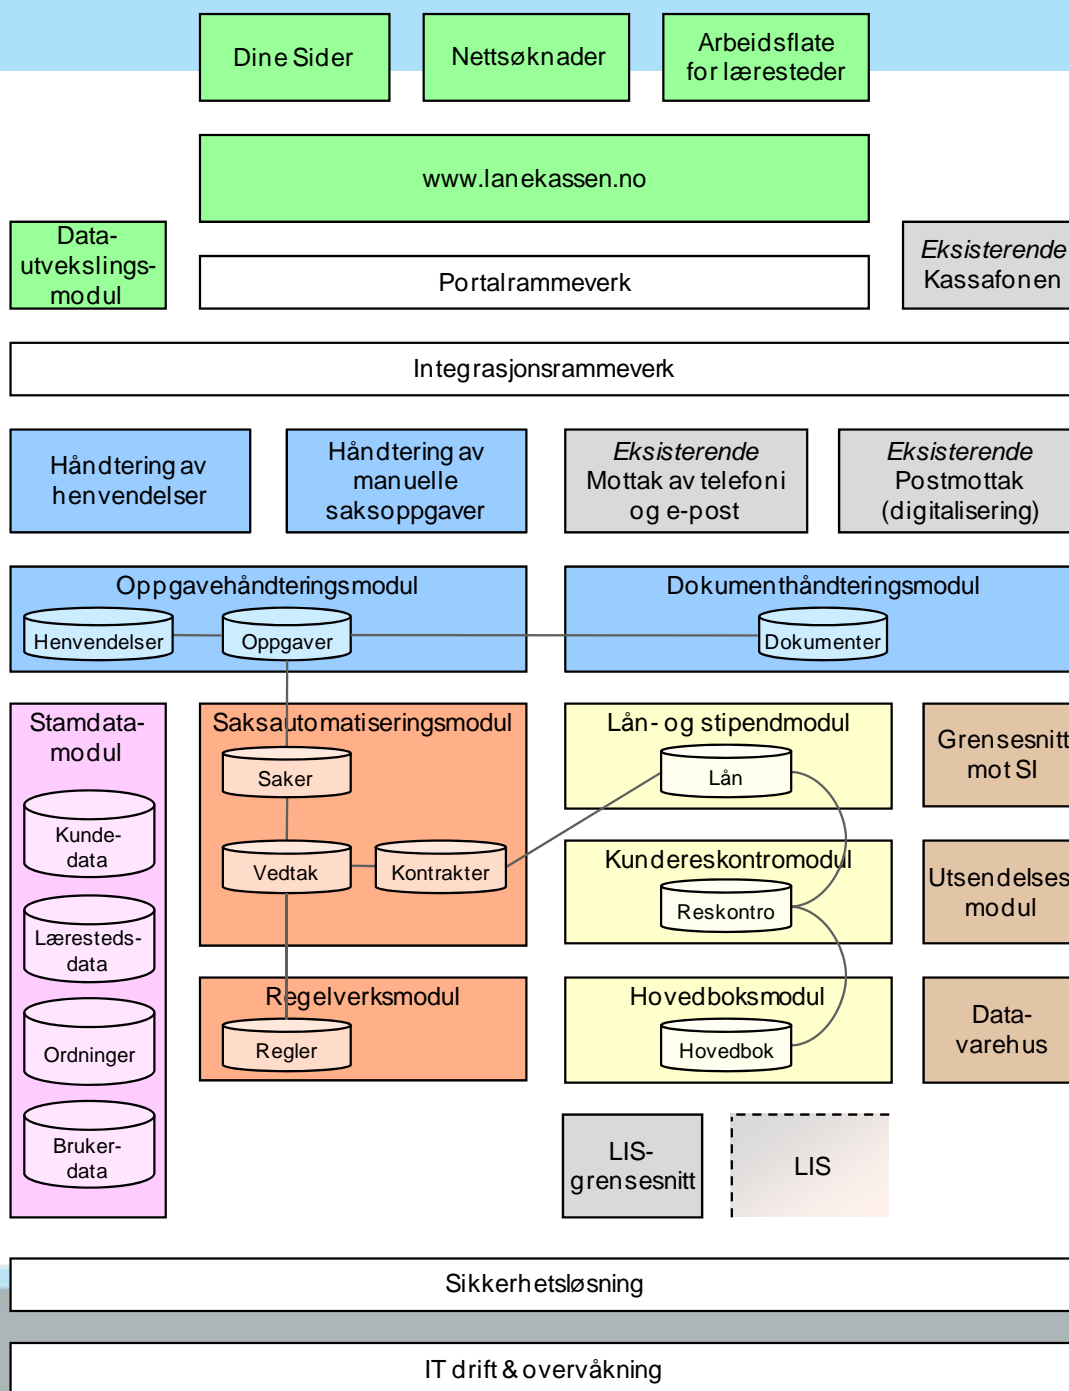 Dine Sider
Nettsøknader
Arbeidsflate
for læresteder
www.lanekassen.no
Data-
utvekslings-
modul
Portalrammeverk
Eksisterende
Kassafonen
Integrasjonsrammeverk
Håndtering av
henvendelser
Håndtering av
manuelle
saksoppgaver
Eksisterende
Mottak av telefoni
og e-post
Eksisterende
Postmottak
(digitalisering)
Oppgavehåndteringsmodul
Henvendelser
Oppgaver
Dokumenthåndteringsmodul
Dokumenter
Stamdata-
modul
Kunde-
data
Læresteds-
data
Ordninger
Bruker-
data
Saksautomatiseringsmodul
Saker
Vedtak
Kontrakter
Regelverksmodul
Regler
Lån- og stipendmodul
Lån
Kundereskontromodul
Reskontro
Hovedboksmodul
Hovedbok
Grensesnitt
mot SI
Utsendelses
modul
Data-
varehus
LIS-
grensesnitt
LIS
Sikkerhetsløsning
IT drift & overvåkning